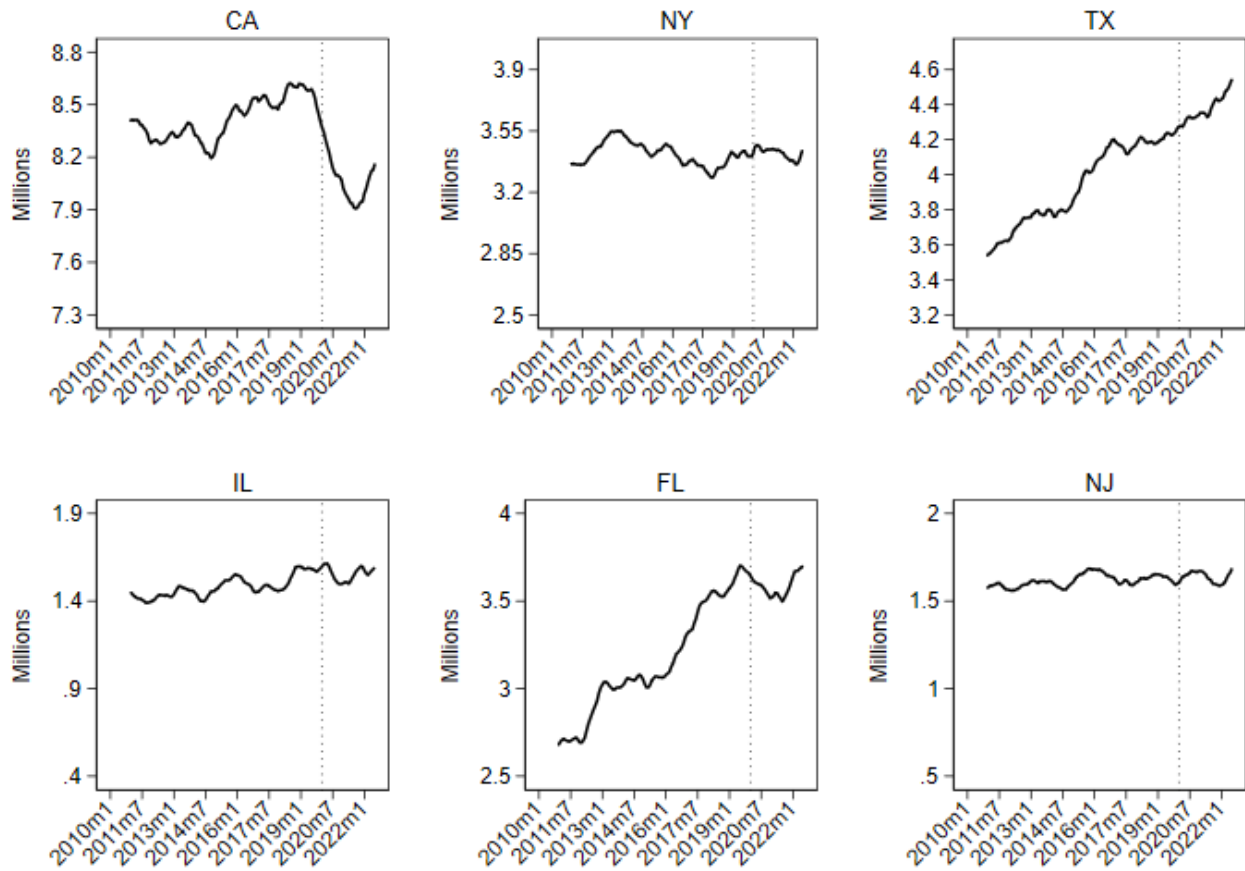 CA
Millions
8.8
8.5
8.2
7.9
7.6
7.3
2010m1
2011m7
2013m1
2014m7
2016m1
2017m7
2019m1
2020m7
2022m1
NY
3.9
3.55
3.2
2.85
2.5
Millions
2010m1
2011m7
2013m1
2014m7
2016m1
2017m7
2019m1
2020m7
2022m1
TX
4.6
4.4
4.2
4
3.8
3.6
3.4
3.2
Millions
2010m1
2011m7
2013m1
2014m7
2016m1
2017m7
2019m1
2020m7
2022m1
IL
1.9
1.4
.9
.4
Millions
2010m1
2011m7
2013m1
2014m7
2016m1
2017m7
2019m1
2020m7
2022m1
FL
4
3.5
3
2.5
Millions
2010m1
2011m7
2013m1
2014m7
2016m1
2017m7
2019m1
2020m7
2022m1
NJ
2
1.5
1
.5
Millions
2010m1
2011m7
2013m1
2014m7
2016m1
2017m7
2019m1
2020m7
2022m1